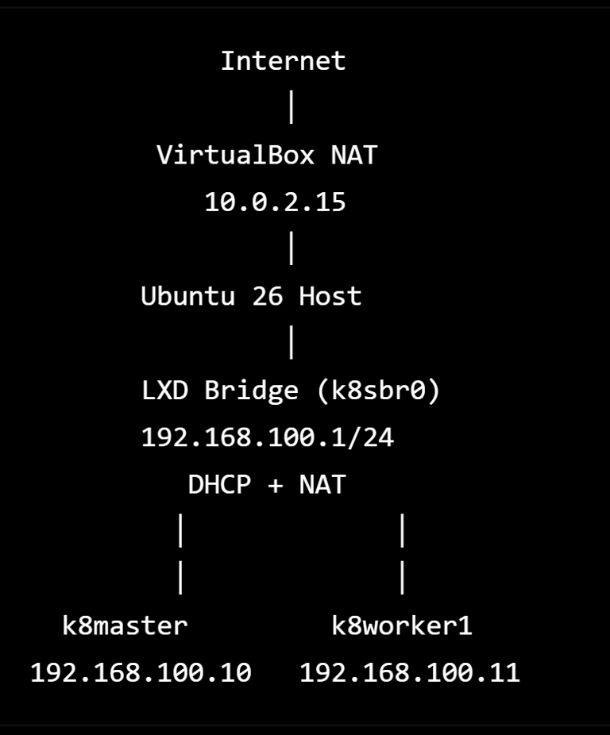 Internet
|
VirtualBox NAT
10.0.2.15
|
Ubuntu 26 Host
|
LXD Bridge (k8sbr0)
192.168.100.1/24
DHCP + NAT
| |
| |
k8master k8worker1
192.168.100.10 192.168.100.11